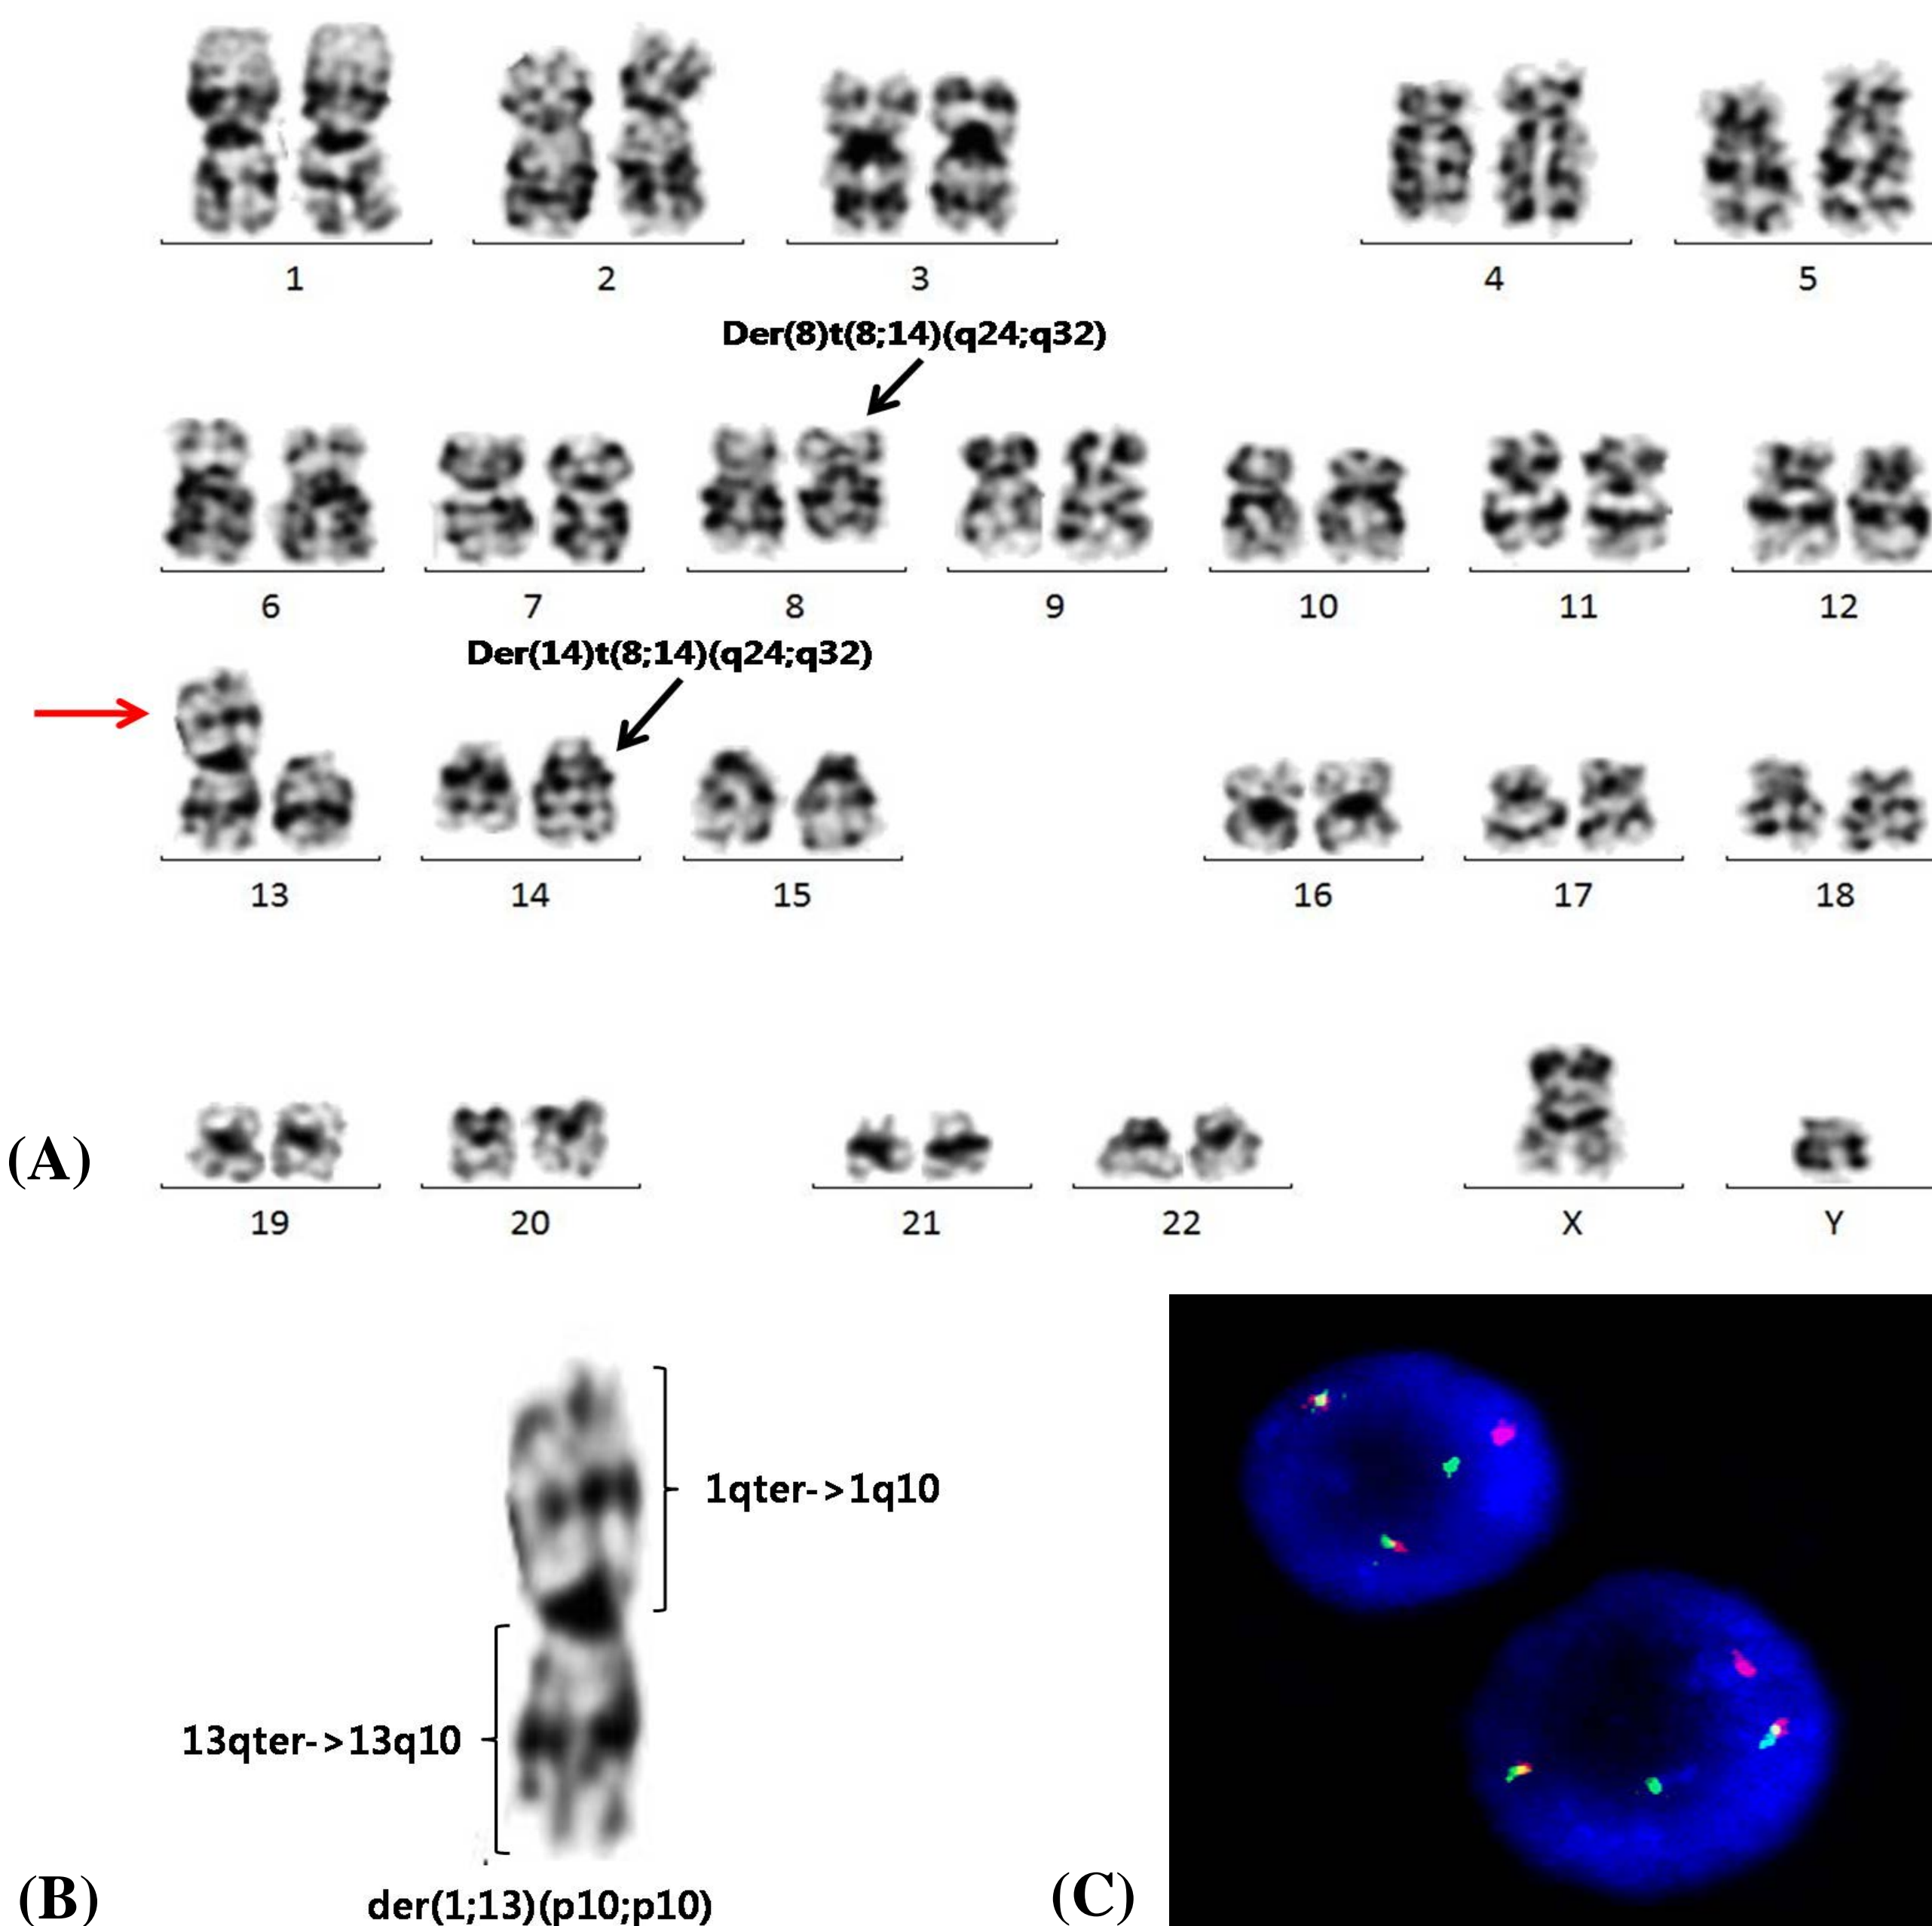 1 2 3 4 5
Der(8)t(8;14)(q24;q32)
6 7 8 9 10 11 12
Der(14)t(8;14)(q24;q32)
13 14 15 16 17 18
(A)
19 20 21 22 X Y
1qter->1q10
13qter->13q10
(B)
der(1;13)(p10;p10)
(C)